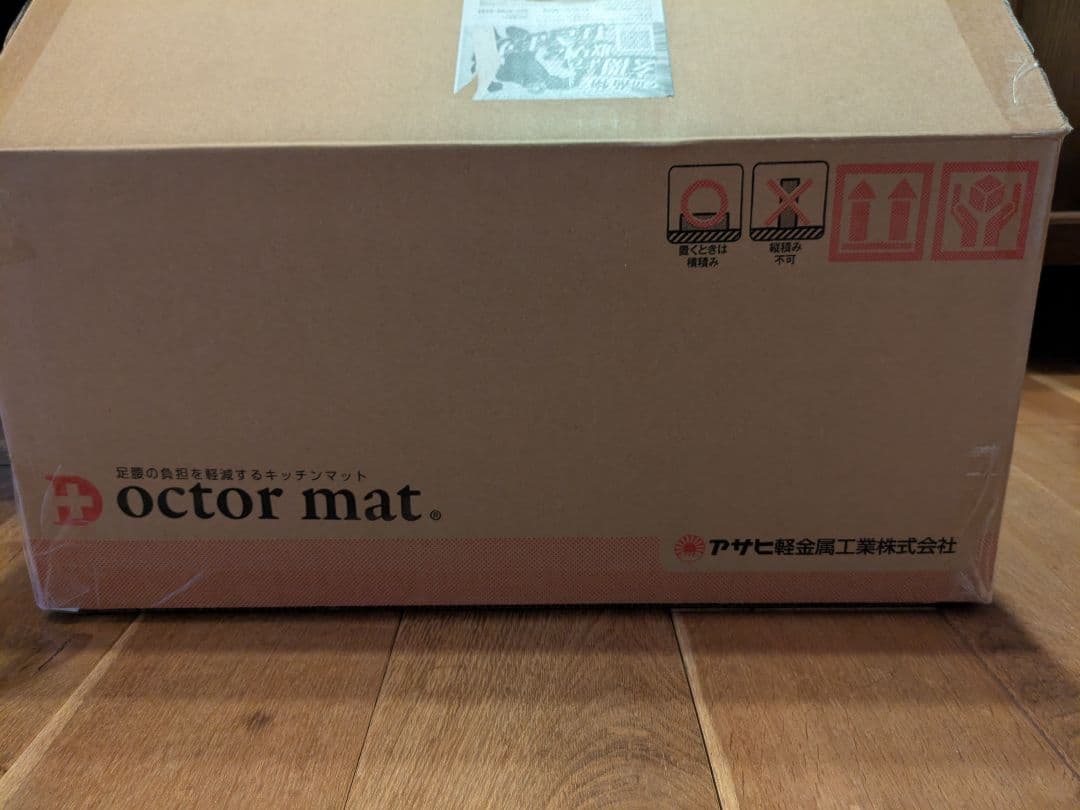 置くときは
横積み
縦積み
不可
足腰の負担を軽減するキッチンマット
Doctor mat®
アサヒ軽金属工業株式会社